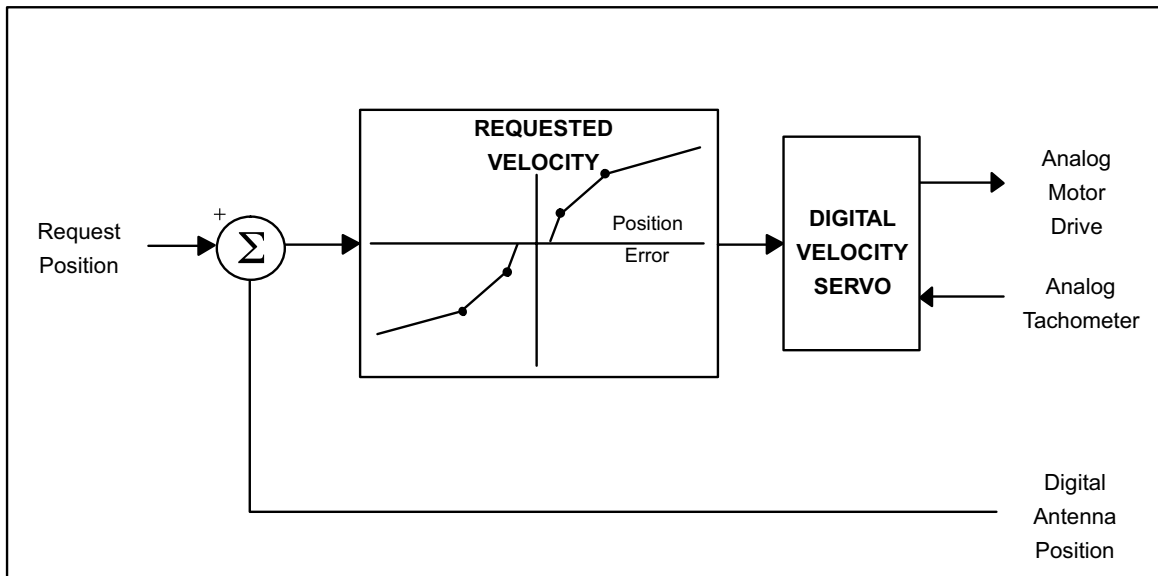 REQUESTED
VELOCITY
Analog
Motor
Drive
+
Request
Position
Σ
Position
Error
DIGITAL
VELOCITY
SERVO
Analog
Tachometer
Digital
Antenna
Position